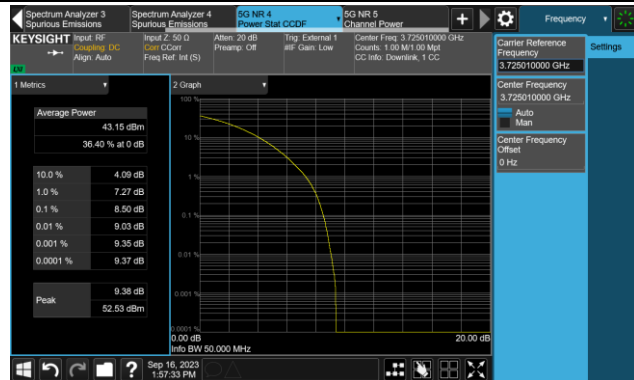 Spectrum Analyzer 3
Spurious Emissions
Spectrum Analyzer 4
Spurious Emissions
5G NR 4
Power Stat CCDF
5G NR 5
Channel Power
Frequency
KEYSIGHT
Input: RF
Coupling: DC
Align: Auto
Input Z: 50 Ω
Corr CCorr
Freq Ref: Int (S)
Atten: 20 dB
Preamp: Off
Trig: External 1
#IF Gain: Low
Center Freq: 3.725010000 GHz
Counts: 1.00 M/1.00 Mpt
CC Info: Downlink, 1 CC
Carrier Reference
Frequency
3.725010000 GHz
Settings
Center Frequency
3.725010000 GHz
Auto
Man
Center Frequency
Offset
0 Hz
1 Metrics
2 Graph
Average Power
43.15 dBm
36.40 % at 0 dB
10.0 % 4.09 dB
1.0 % 7.27 dB
0.1 % 8.50 dB
0.01 % 9.03 dB
0.001 % 9.35 dB
0.0001 % 9.37 dB
Peak
9.38 dB
52.53 dBm
100 %
10 %
1 %
0.1 %
0.01 %
0.001 %
0.0001 %
0.00 dB
20.00 dB
Info BW 50.000 MHz
Sep 16, 2023
1:57:33 PM